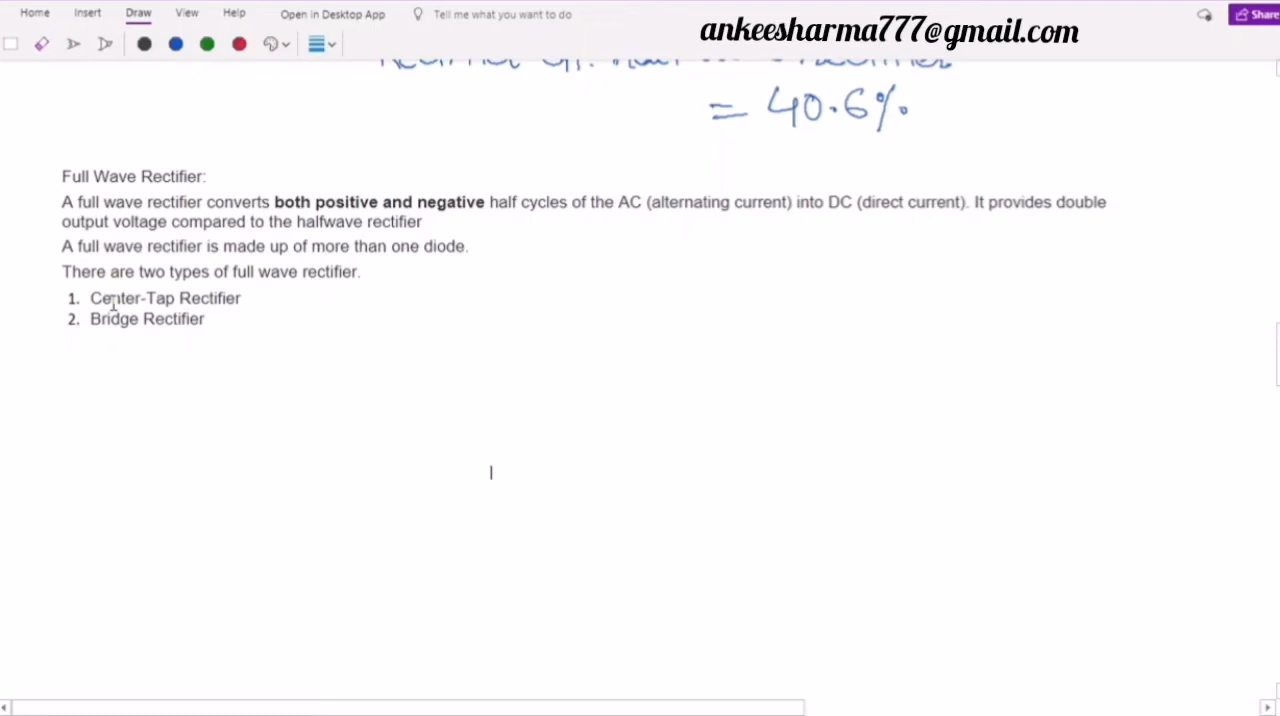 Home Insert Draw View Help Open in Desktop App Tell me what you want to do
ankeesharma777@gmail.com
Share
= 40.6%
Full Wave Rectifier:
A full wave rectifier converts both positive and negative half cycles of the AC (alternating current) into DC (direct current). It provides double
output voltage compared to the halfwave rectifier
A full wave rectifier is made up of more than one diode.
There are two types of full wave rectifier.
1. Center-Tap Rectifier
2. Bridge Rectifier